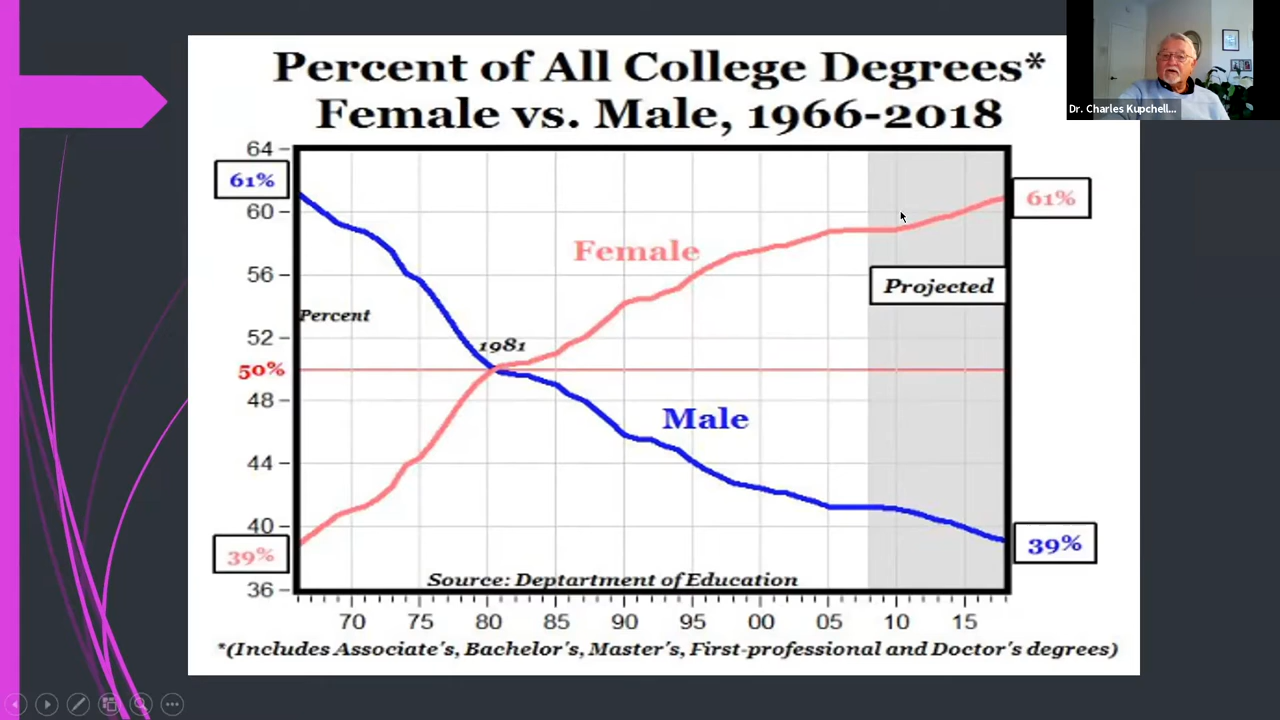 Percent of All College Degrees*
Female vs. Male, 1966-2018
Dr. Charles Kupchell...
64
61%
60
61%
Female
56
Projected
Percent
52
1981
50%
48
Male
44
40
39%
39%
Source: Deptartment of Education
36
70 75 80 85 90 95 00 05 10 15
*(Includes Associate's, Bachelor's, Master's, First-professional and Doctor's degrees)